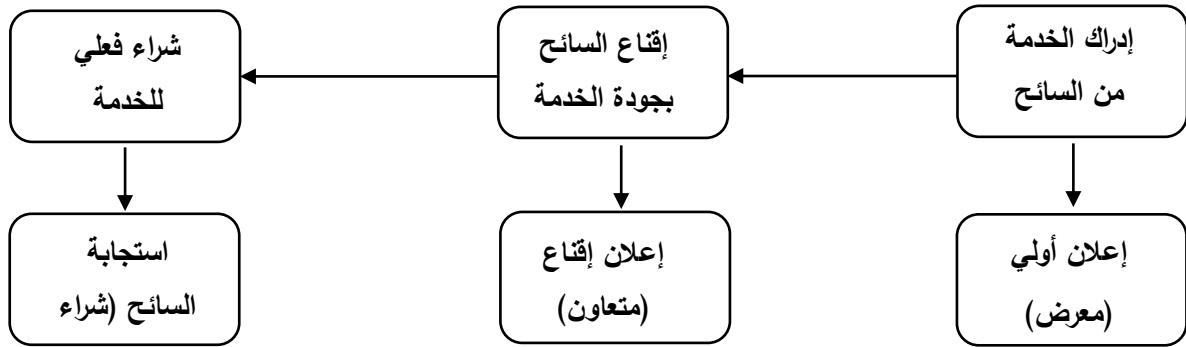 إدراك الخدمة
من السائح
إقناع السائح
بجودة الخدمة
شراء فعلي
للخدمة
إعلان أولي
(معرض)
إعلان إقناع
(متعاون)
استجابة
السائح (شراء